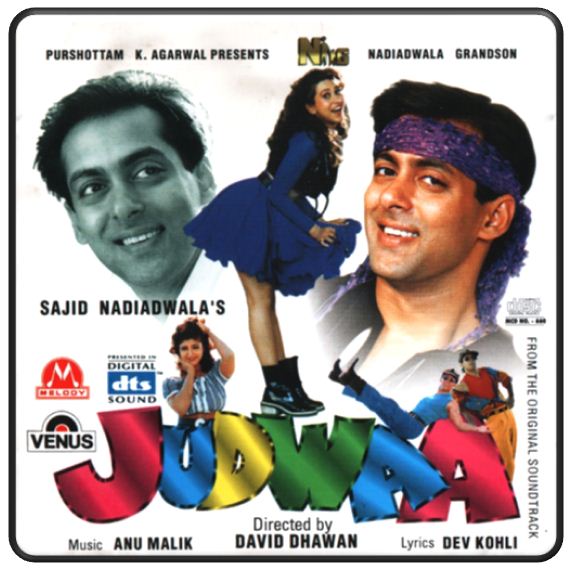 PURSHOTTAM K. AGARWAL PRESENTS
NADIADWALA GRANDSON
SAJID NADIADWALA'S
MELODY
PRESENTED IN
DIGITAL
dts
SOUND
VENUS
JUDWAA
FROM THE ORIGINAL SOUNDTRACK
Directed by
Music ANU MALIK
DAVID DHAWAN
Lyrics DEV KOHLI